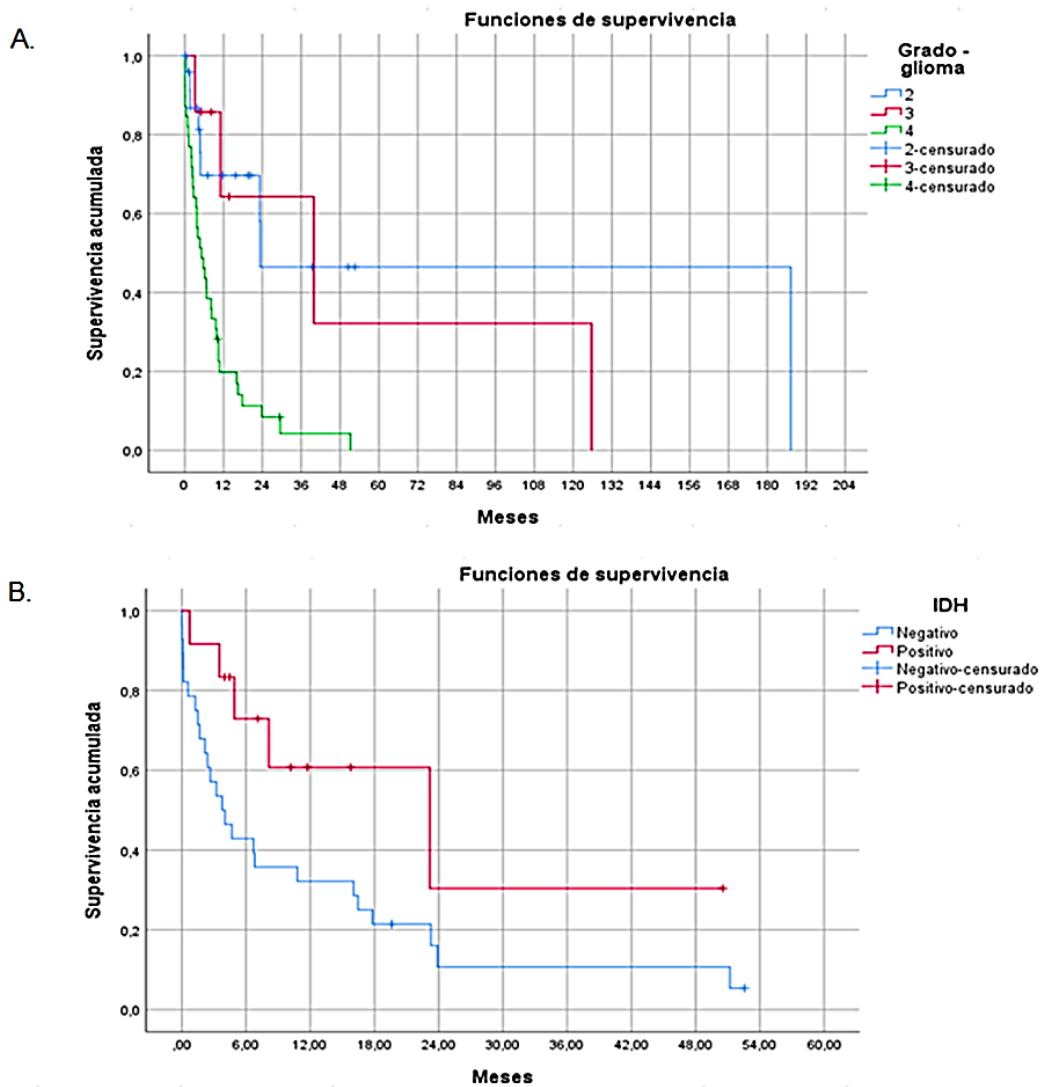 A.
Funciones de supervivencia
Supervivencia acumulada
1,0
0,8
0,6
0,4
0,2
0,0
0 12 24 36 48 60 72 84 96 108 120 132 144 156 168 180 192 204
Meses
Grado -
glioma
2
3
4
2-censurado
3-censurado
4-censurado
B.
Funciones de supervivencia
Supervivencia acumulada
1,0
0,8
0,6
0,4
0,2
0,0
,00 6,00 12,00 18,00 24,00 30,00 36,00 42,00 48,00 54,00 60,00
Meses
IDH
Negativo
Positivo
Negativo-censurado
Positivo-censurado